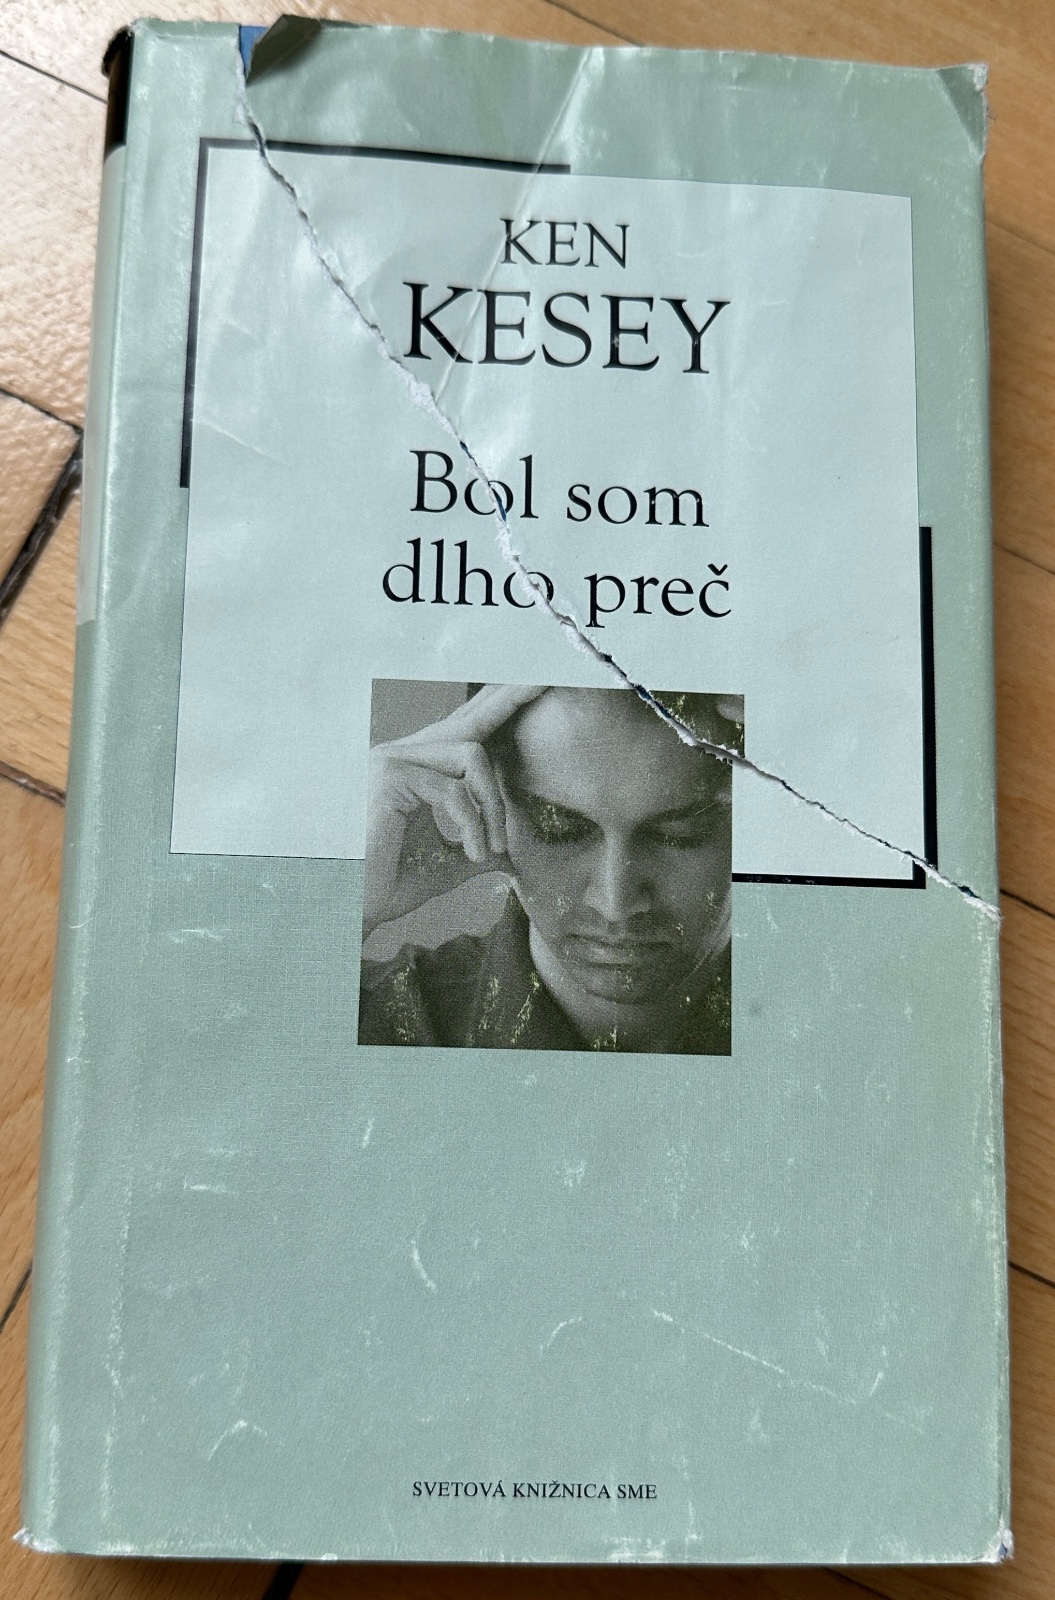 KEN
KESEY
Bol som
dlho preč
SVETOVÁ KNIŽNICA SME